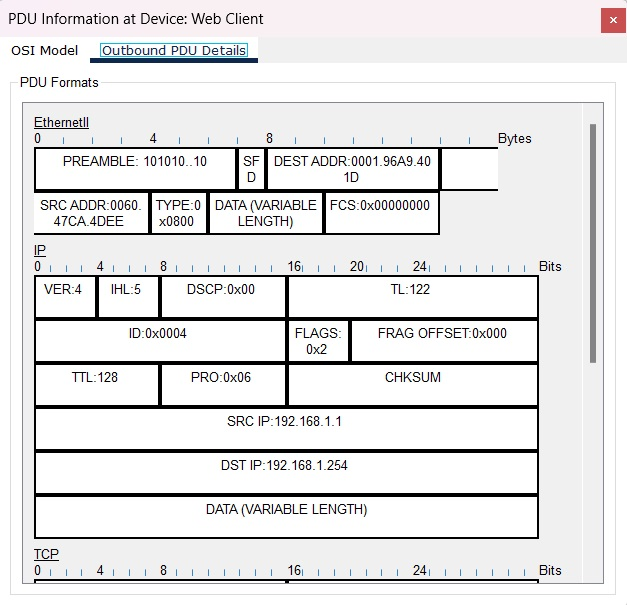 PDU Information at Device: Web Client
×
OSI Model Outbound PDU Details
PDU Formats
EthernetII
0 4 8 Bytes
PREAMBLE: 101010..10 SF DEST ADDR:0001.96A9.40
D 1D
SRC ADDR:0060. TYPE:0 DATA (VARIABLE FCS:0x00000000
47CA.4DEE x0800 LENGTH)
IP
0 4 8 16 20 24 Bits
VER:4 IHL:5 DSCP:0x00 TL:122
ID:0x0004 FLAGS: FRAG OFFSET:0x000
0x2
TTL:128 PRO:0x06 CHKSUM
SRC IP:192.168.1.1
DST IP:192.168.1.254
DATA (VARIABLE LENGTH)
TCP
0 4 8 16 24 Bits